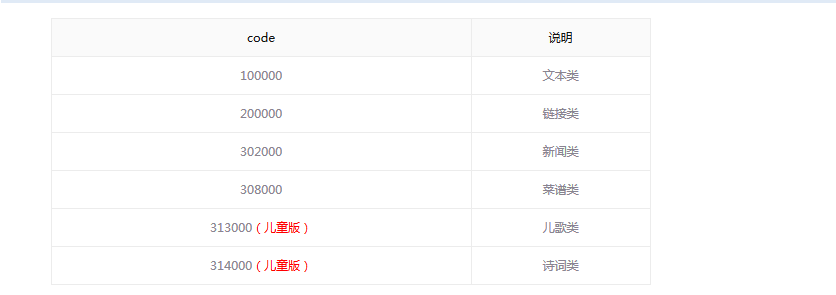 code 说明
100000 文本类
200000 链接类
302000 新闻类
308000 菜谱类
313000（儿童版） 儿歌类
314000（儿童版） 诗词类